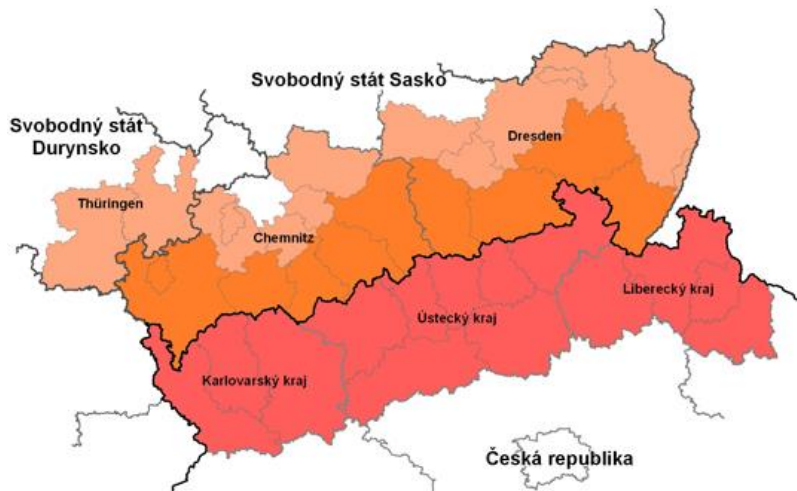 Svobodný stát Sasko
Svobodný stát
Durynsko
Dresden
Thüringen
Chemnitz
Liberecký kraj
Ústecký kraj
Karlovarský kraj
Česká republika